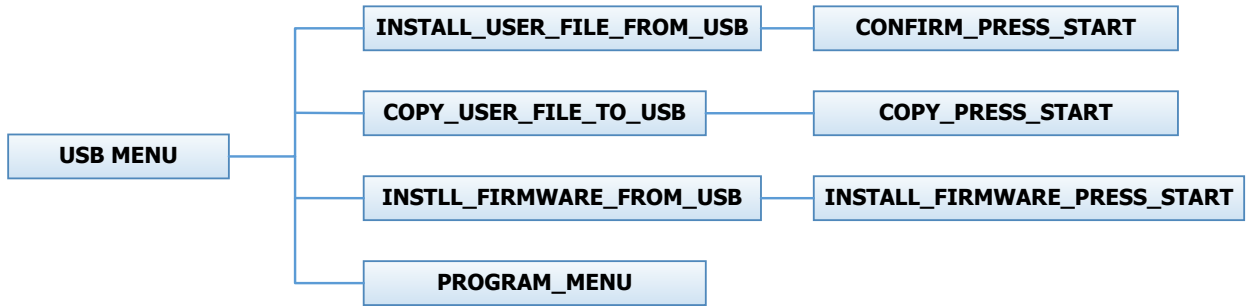 INSTALL_USER_FILE_FROM_USB
CONFIRM_PRESS_START
COPY_USER_FILE_TO_USB
COPY_PRESS_START
USB MENU
INSTLL_FIRMWARE_FROM_USB
INSTALL_FIRMWARE_PRESS_START
PROGRAM_MENU